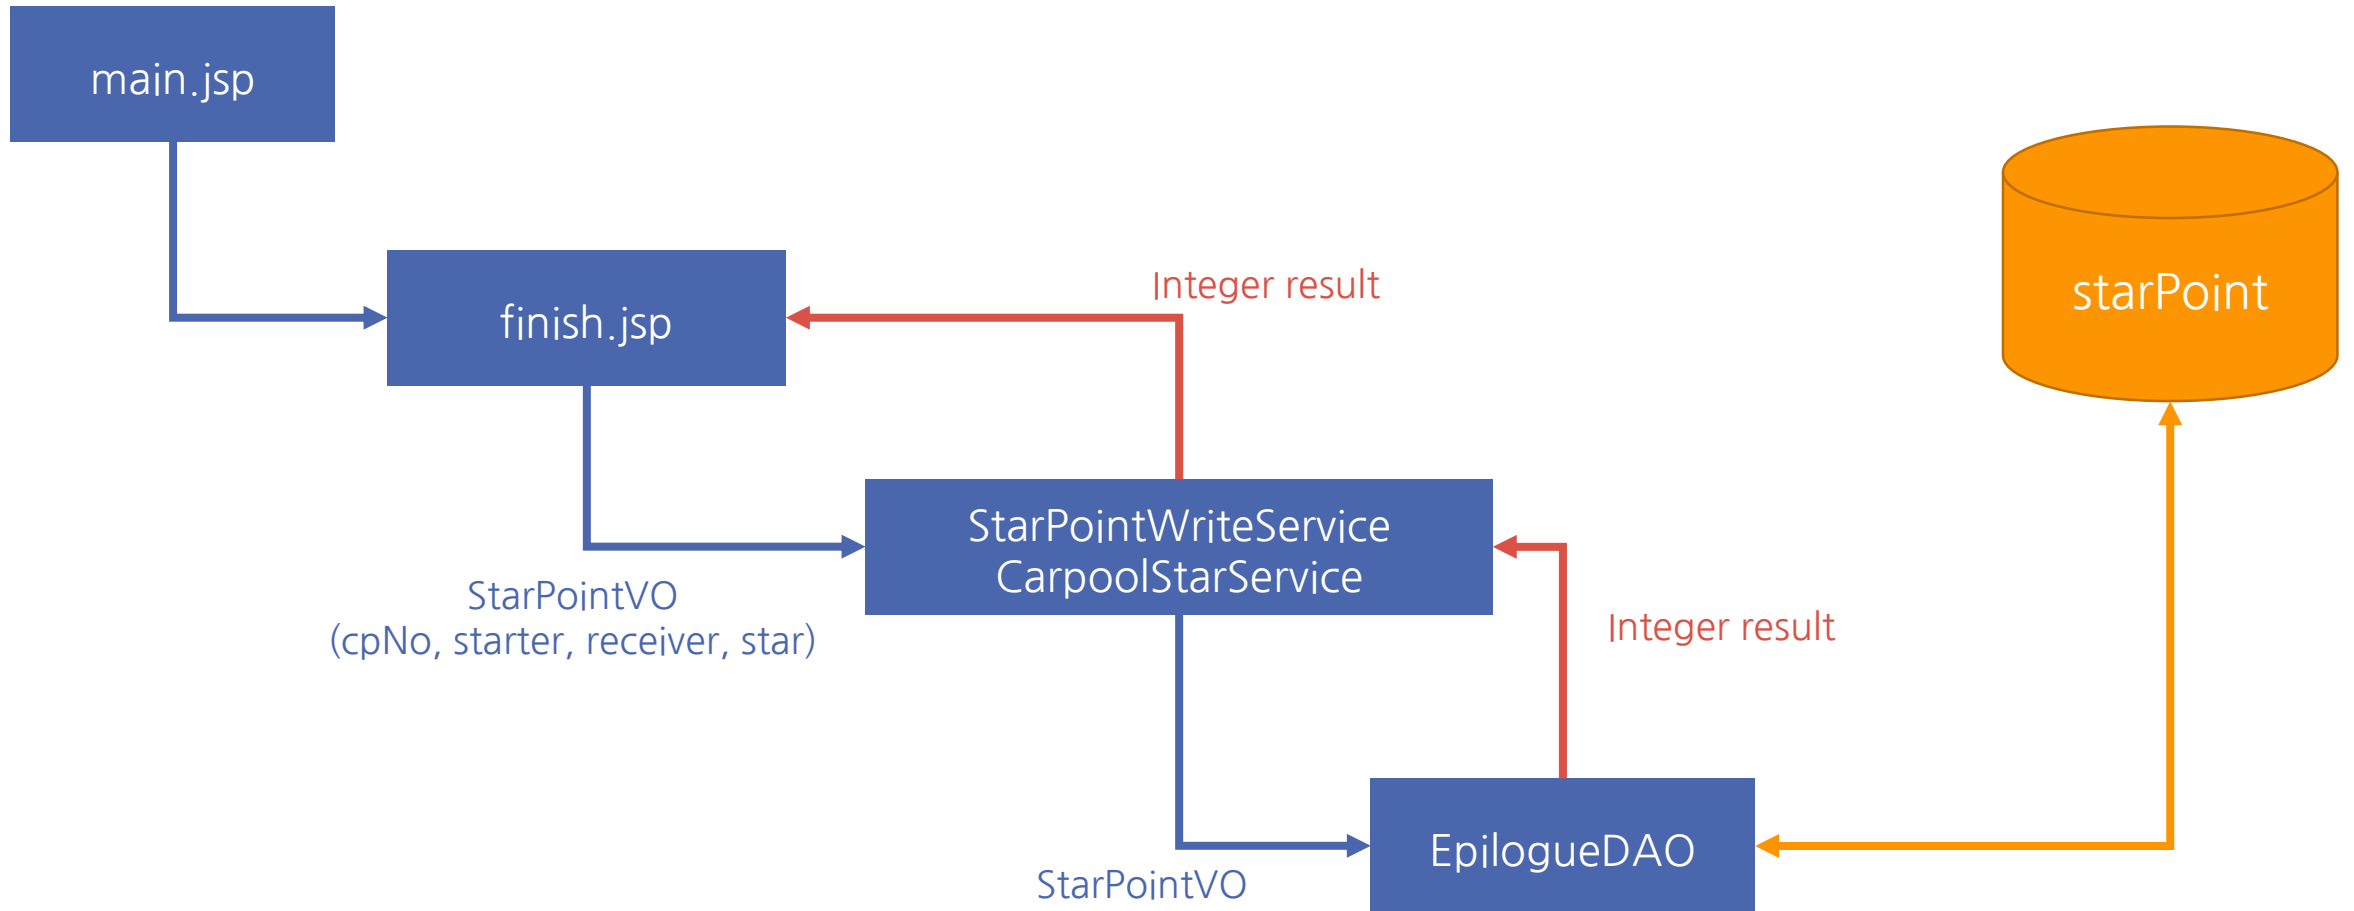 main.jsp
finish.jsp
Integer result
starPoint
StarPointWriteService
CarpoolStarService
StarPointVO
(cpNo, starter, receiver, star)
Integer result
EpilogueDAO
StarPointVO